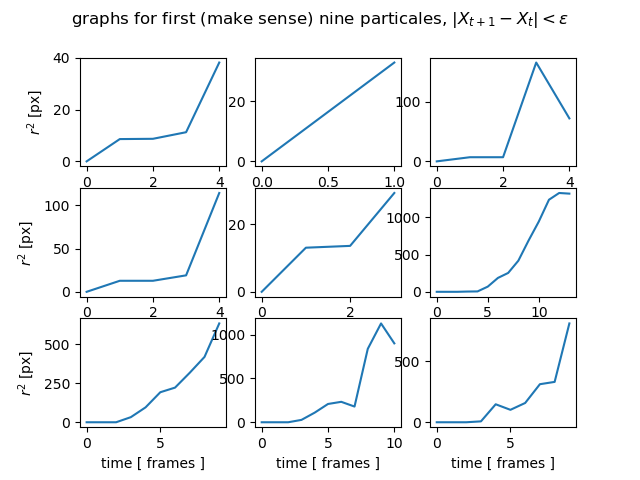 graphs for first (make sense) nine particales, |X_{t+1} − X_t| < ε
40
20
0
r² [px]
0 2 4
20
0
0.0 0.5 1.0
100
0
0 2 4
100
50
0
r² [px]
0 2 4
20
0
0 2
1000
500
0
0 5 10
500
250
0
r² [px]
0 5
time [ frames ]
1000
500
0
0 5 10
time [ frames ]
500
0
0 5
time [ frames ]